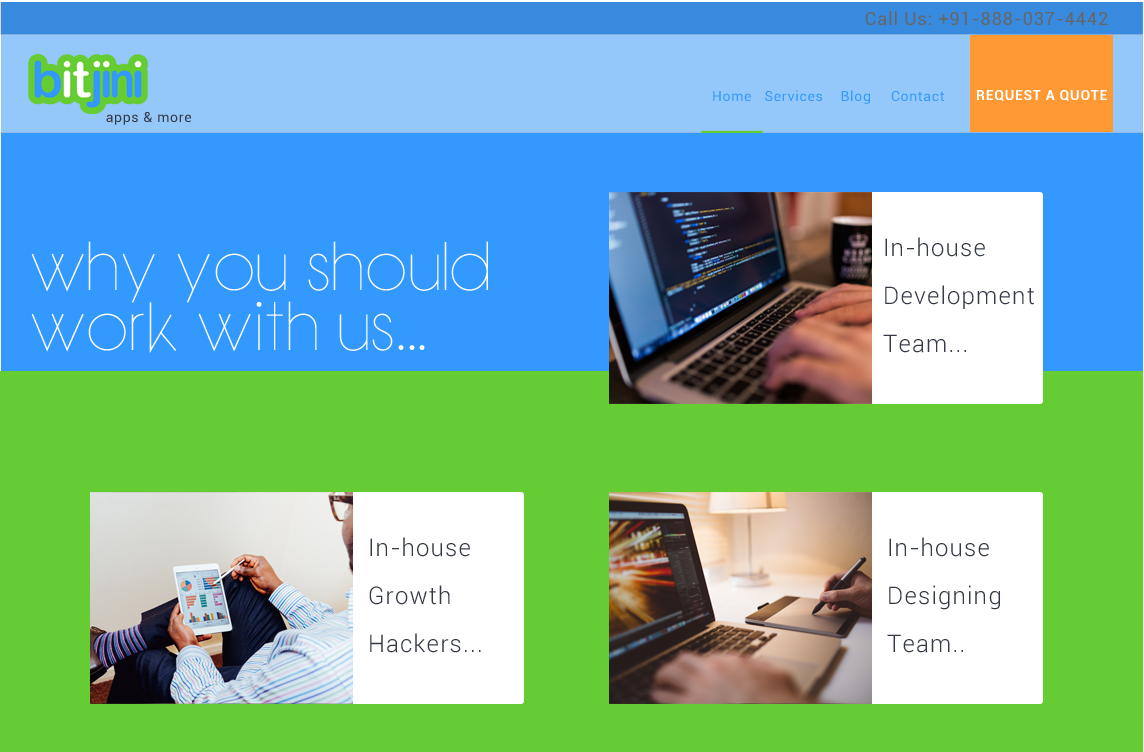 Call Us: +91-888-037-4442
bitjini
apps & more
Home Services Blog Contact
REQUEST A QUOTE
why you should
work with us...
In-house
Development
Team...
In-house
Growth
Hackers...
In-house
Designing
Team..